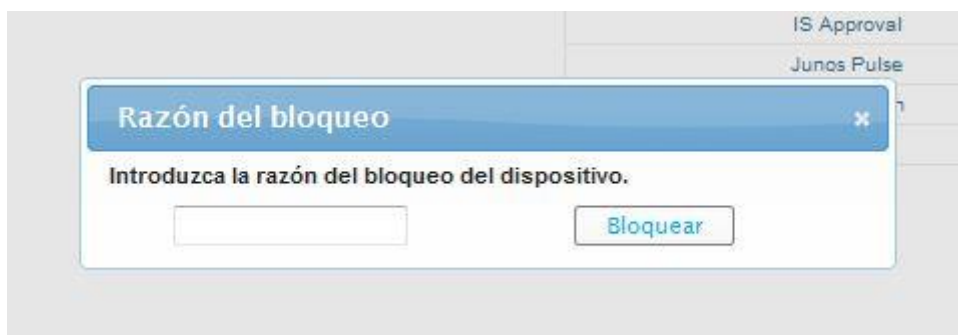 IS Approval
Junos Pulse
Razón del bloqueo
Introduzca la razón del bloqueo del dispositivo.
Bloquear